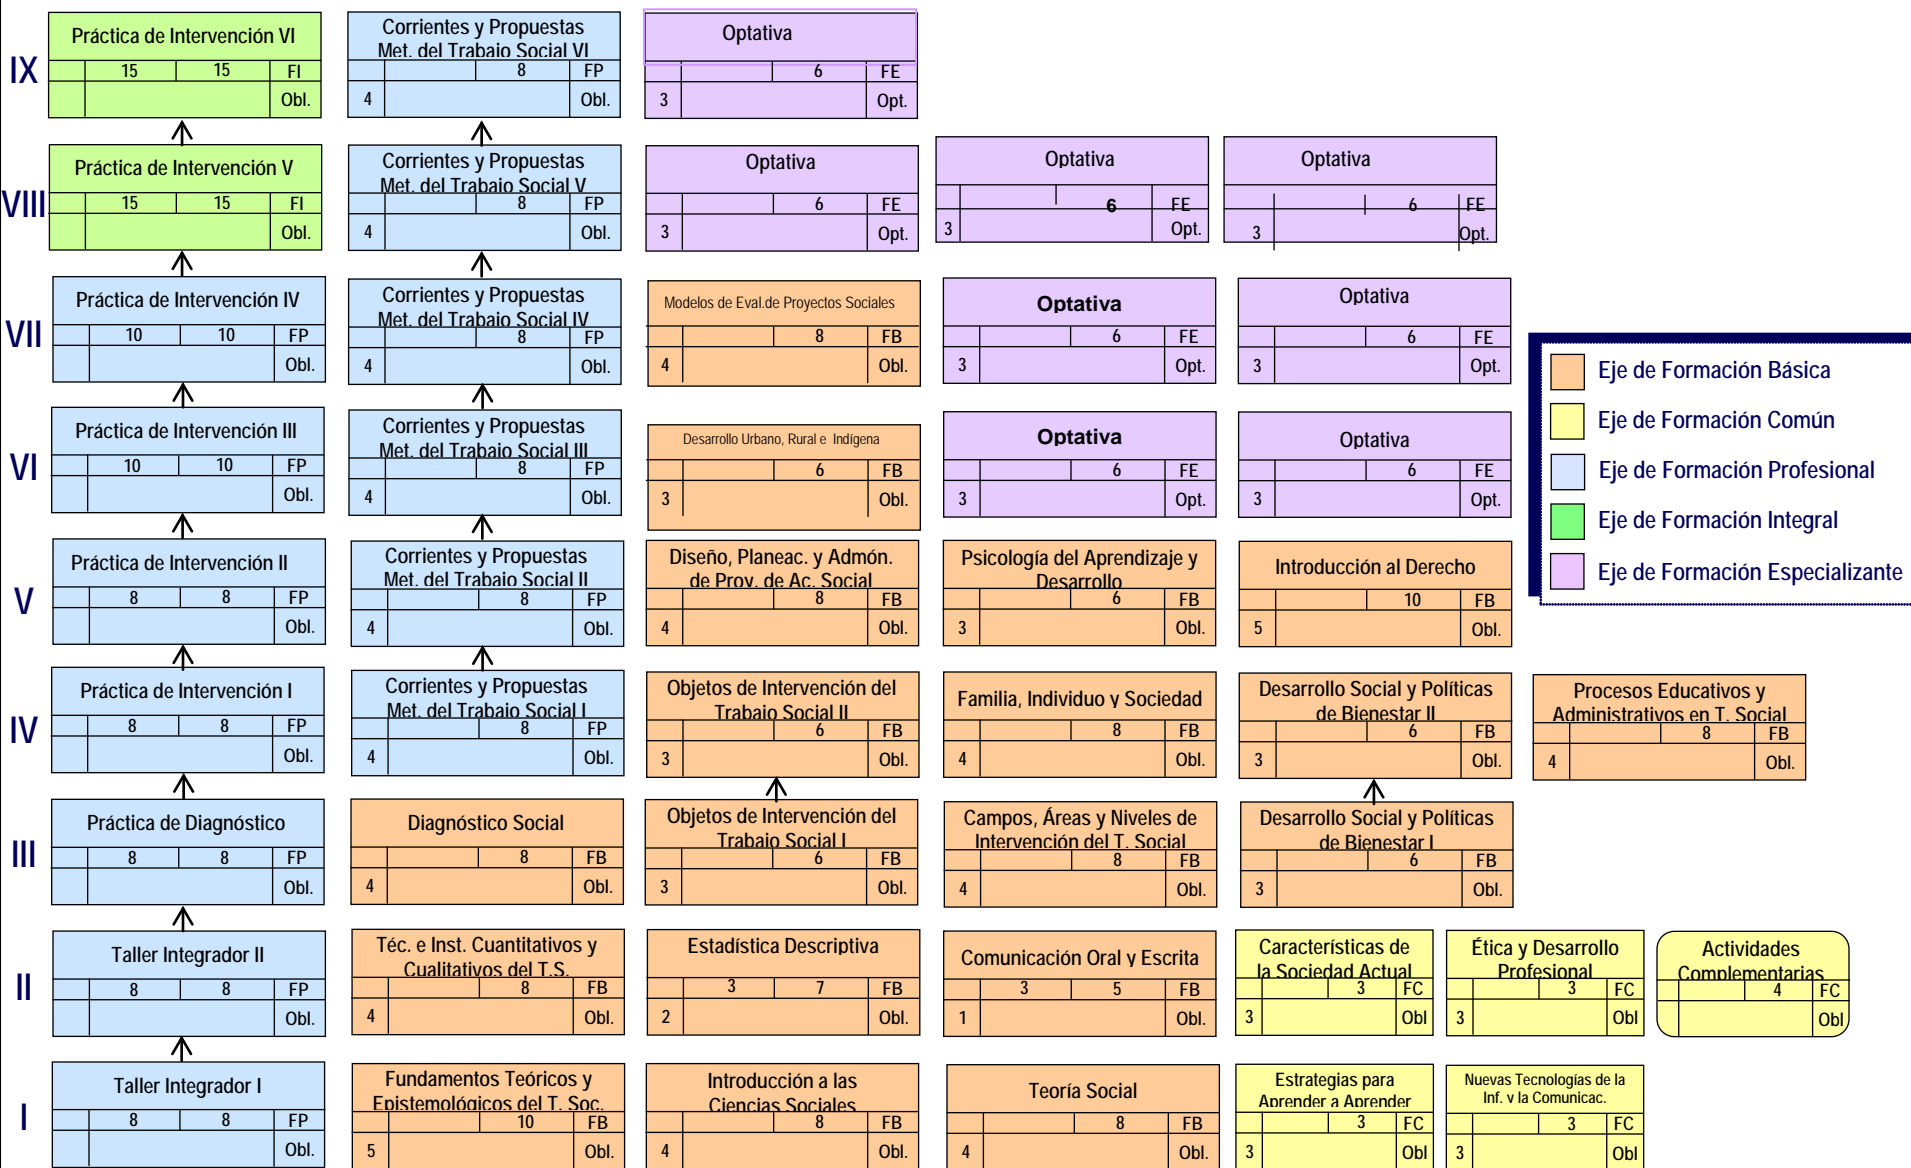 IX
Práctica de Intervención VI
15 15 FI
Obl.
Corrientes y Propuestas
Met. del Trabajo Social VI
8 FP
4 Obl.
Optativa
6 FE
3 Opt.
VIII
Práctica de Intervención V
15 15 FI
Obl.
Corrientes y Propuestas
Met. del Trabajo Social V
8 FP
4 Obl.
Optativa
6 FE
3 Opt.
Optativa
6 FE
3 Opt.
Optativa
6 FE
3 Opt.
VII
Práctica de Intervención IV
10 10 FP
Obl.
Corrientes y Propuestas
Met. del Trabajo Social IV
8 FP
4 Obl.
Modelos de Eval.de Proyectos Sociales
8 FB
4 Obl.
Optativa
6 FE
3 Opt.
Optativa
6 FE
3 Opt.
VI
Práctica de Intervención III
10 10 FP
Obl.
Corrientes y Propuestas
Met. del Trabajo Social III
8 FP
4 Obl.
Desarrollo Urbano, Rural e Indígena
6 FB
3 Obl.
Optativa
6 FE
3 Opt.
Optativa
6 FE
3 Opt.
Eje de Formación Básica
Eje de Formación Común
Eje de Formación Profesional
Eje de Formación Integral
Eje de Formación Especializante
V
Práctica de Intervención II
8 8 FP
Obl.
Corrientes y Propuestas
Met. del Trabajo Social II
8 FP
4 Obl.
Diseño, Planeac. y Admón.
de Proy. de Ac. Social
8 FB
4 Obl.
Psicología del Aprendizaje y
Desarrollo
6 FB
3 Obl.
Introducción al Derecho
10 FB
5 Obl.
IV
Práctica de Intervención I
8 8 FP
Obl.
Corrientes y Propuestas
Met. del Trabajo Social I
8 FP
4 Obl.
Objetos de Intervención del
Trabajo Social II
6 FB
3 Obl.
Familia, Individuo y Sociedad
8 FB
4 Obl.
Desarrollo Social y Políticas
de Bienestar II
6 FB
3 Obl.
Procesos Educativos y
Administrativos en T. Social
8 FB
4 Obl.
III
Práctica de Diagnóstico
8 8 FP
Obl.
Diagnóstico Social
8 FB
4 Obl.
Objetos de Intervención del
Trabajo Social I
6 FB
3 Obl.
Campos, Áreas y Niveles de
Intervención del T. Social
8 FB
4 Obl.
Desarrollo Social y Políticas
de Bienestar I
6 FB
3 Obl.
II
Taller Integrador II
8 8 FP
Obl.
Téc. e Inst. Cuantitativos y
Cualitativos del T.S.
8 FB
4 Obl.
Estadística Descriptiva
3 7 FB
2 Obl.
Comunicación Oral y Escrita
3 5 FB
1 Obl.
Características de
la Sociedad Actual
3 FC
3 Obl
Ética y Desarrollo
Profesional
3 FC
3 Obl
Actividades
Complementarias
4 FC
Obl
I
Taller Integrador I
8 8 FP
Obl.
Fundamentos Teóricos y
Epistemológicos del T. Soc.
10 FB
5 Obl.
Introducción a las
Ciencias Sociales
8 FB
4 Obl.
Teoría Social
8 FB
4 Obl.
Estrategias para
Aprender a Aprender
3 FC
3 Obl
Nuevas Tecnologías de la
Inf. y la Comunicac.
3 FC
3 Obl